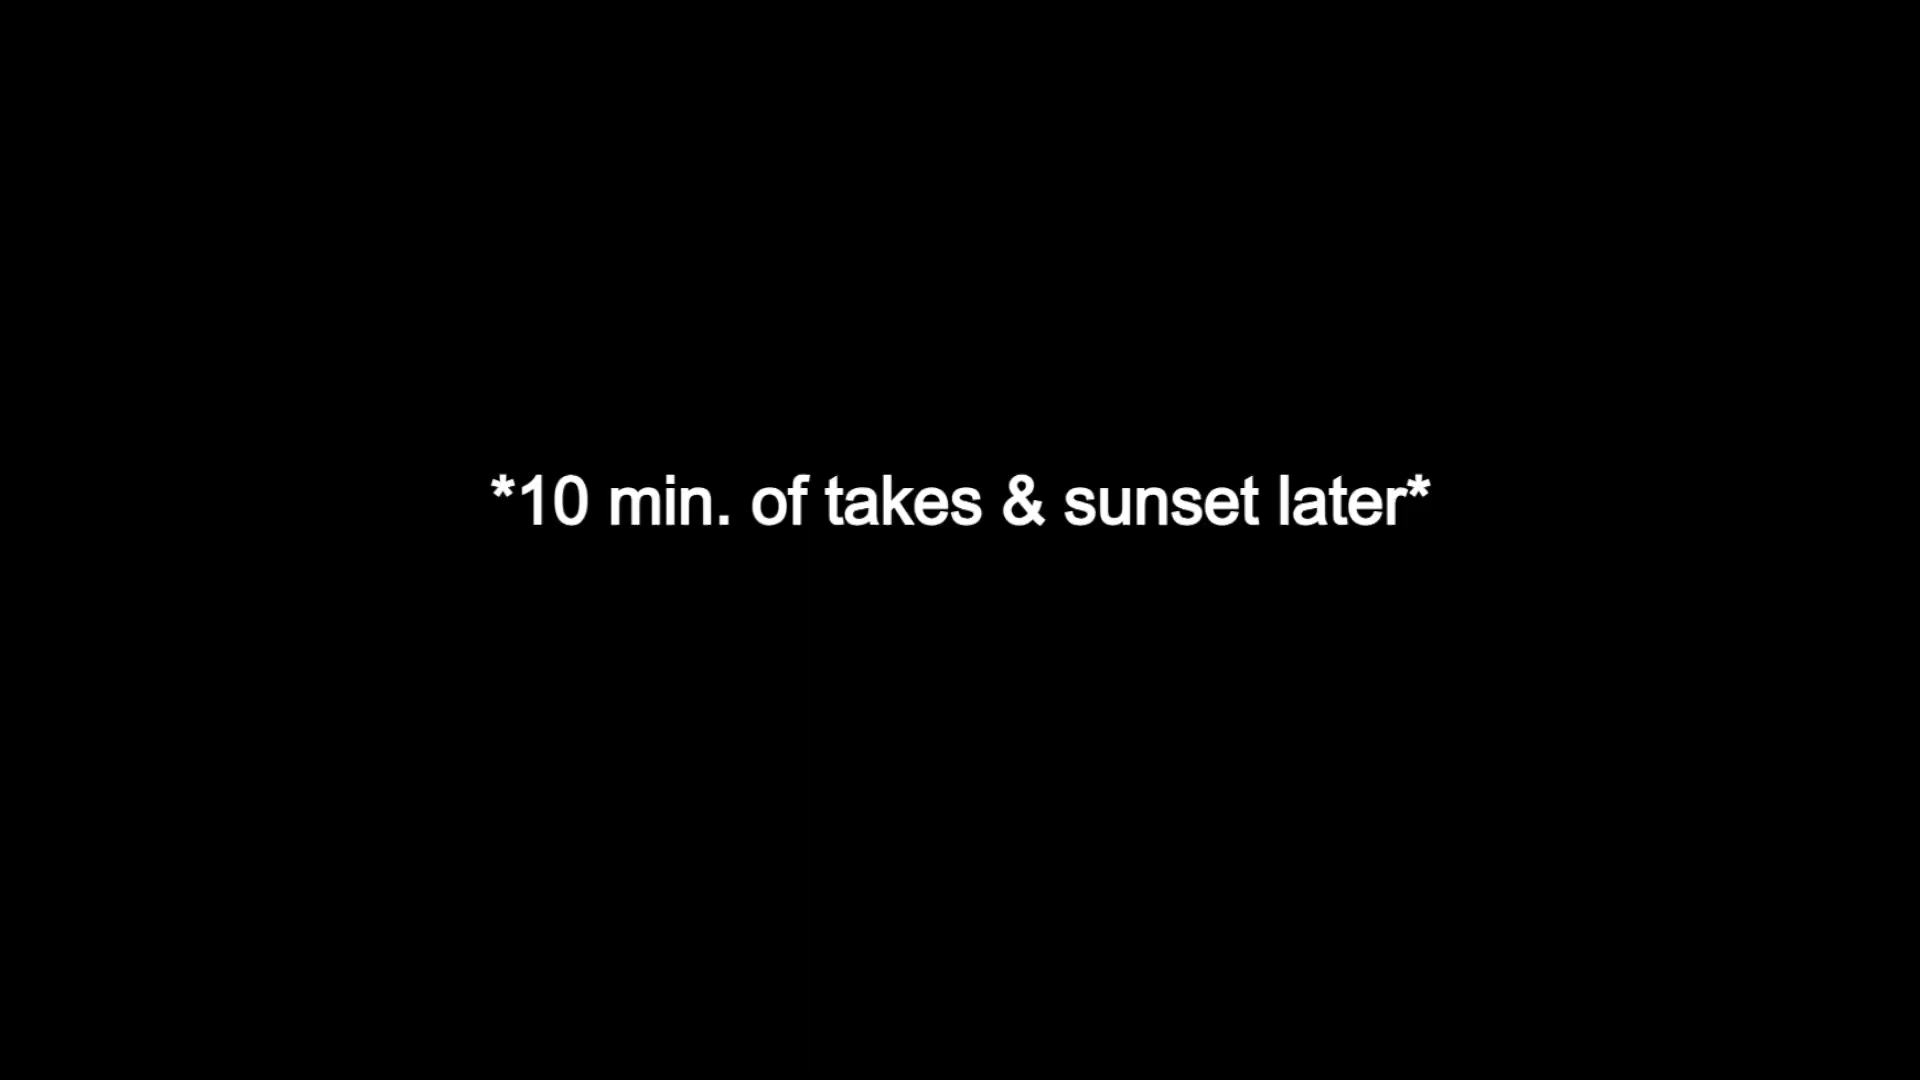 *10 min. of takes & sunset later*